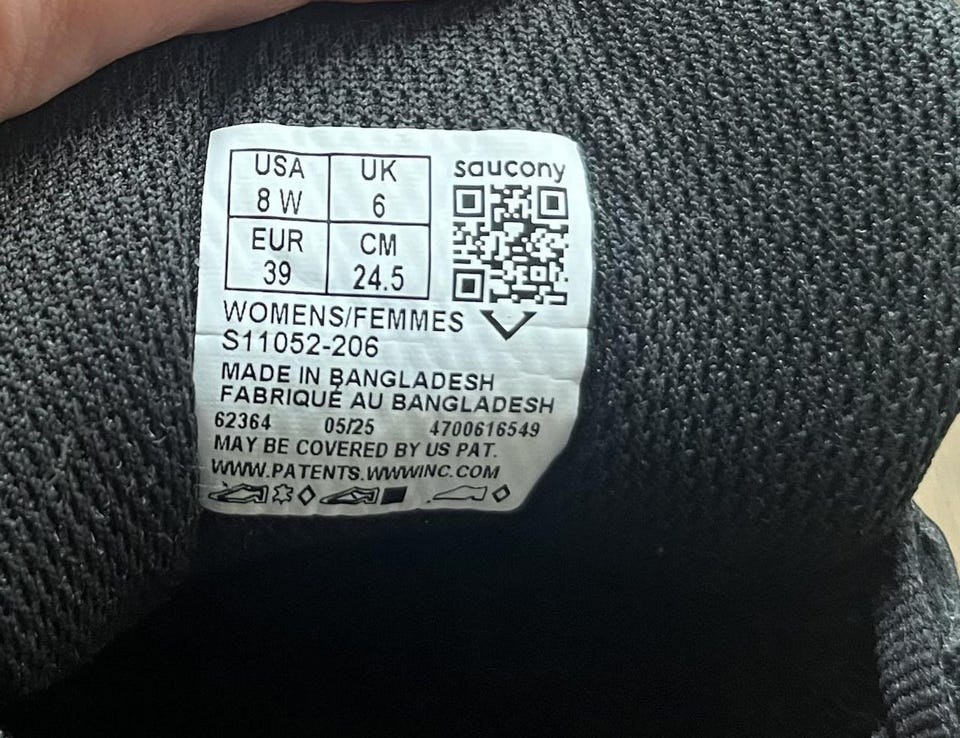 USA UK saucony
8 W 6
EUR CM
39 24.5
WOMENS/FEMMES
S11052-206
MADE IN BANGLADESH
FABRIQUÉ AU BANGLADESH
62364 05/25 4700616549
MAY BE COVERED BY US PAT.
WWW.PATENTS.WWWINC.COM